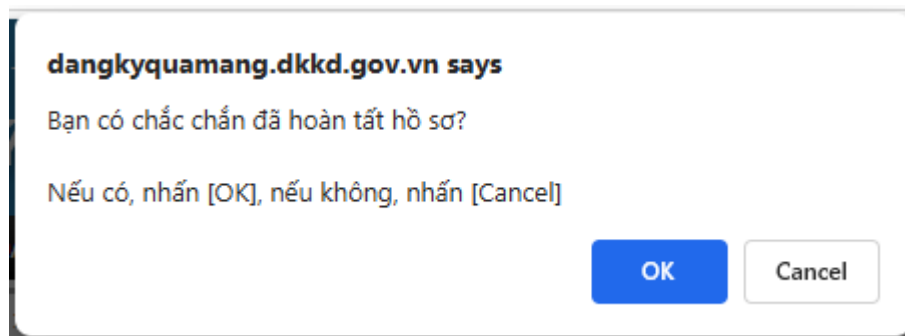 dangkyquamang.dkkd.gov.vn says
Bạn có chắc chắn đã hoàn tất hồ sơ?
Nếu có, nhấn [OK], nếu không, nhấn [Cancel]
OK
Cancel